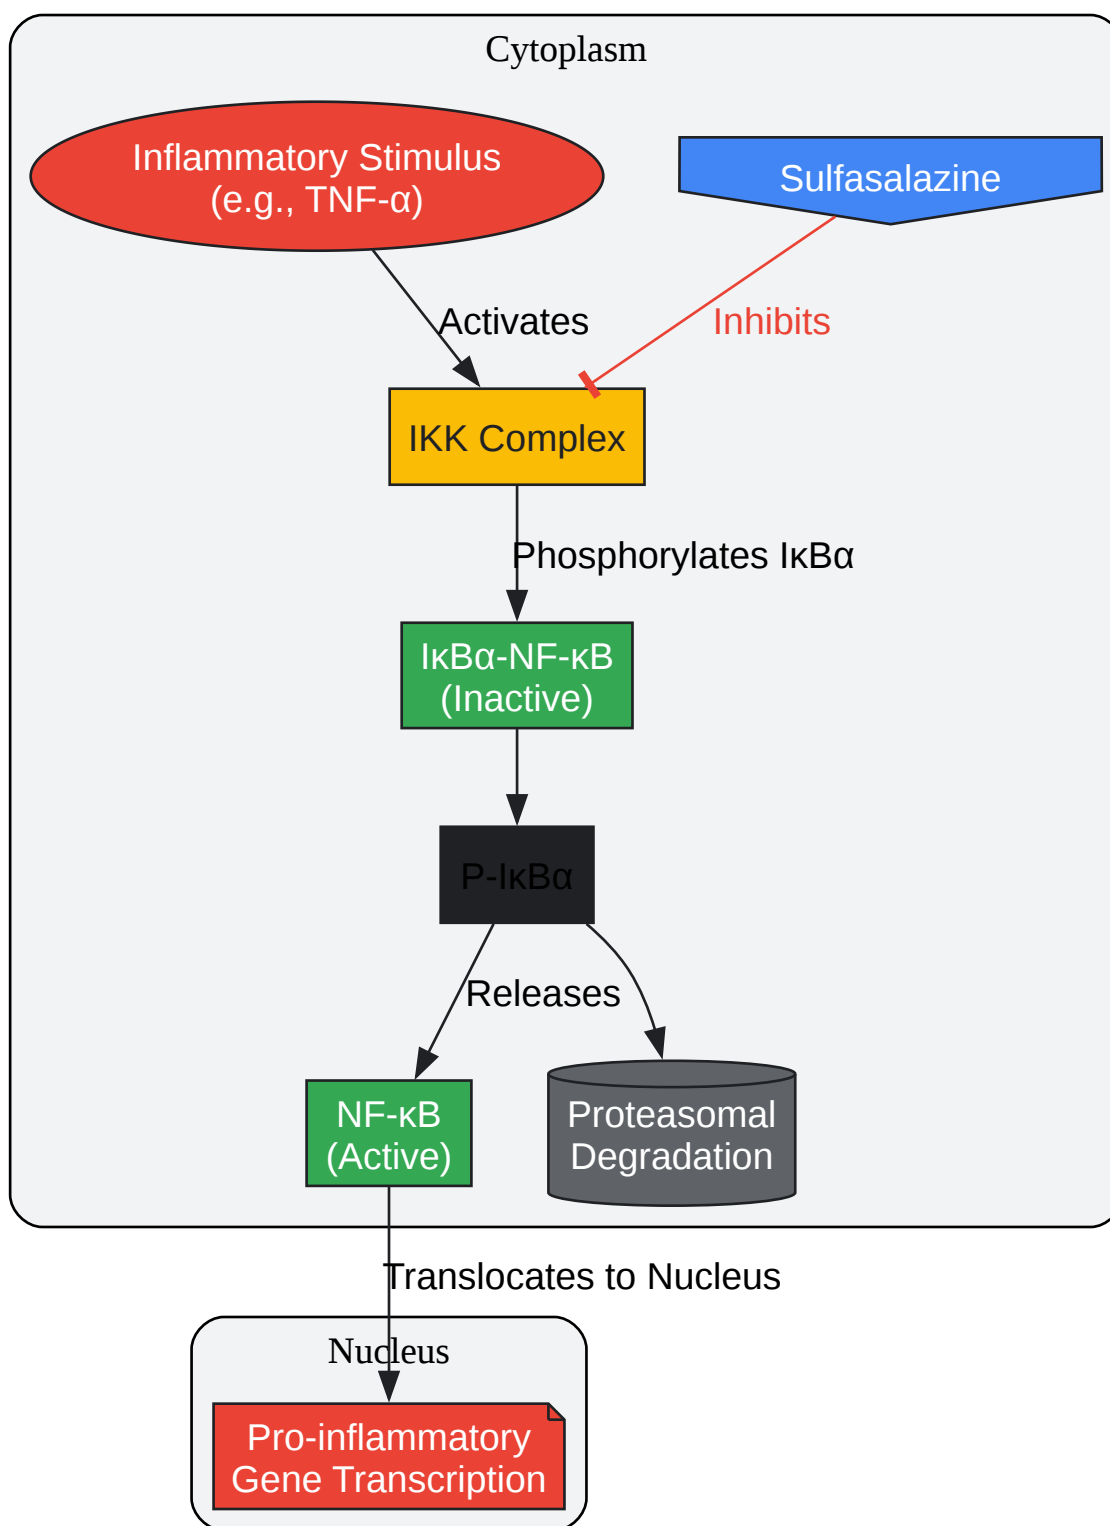 Cytoplasm
Inflammatory Stimulus
(e.g., TNF-α)
Sulfasalazine
Activates
Inhibits
IKK Complex
Phosphorylates IκBα
IκBα-NF-κB
(Inactive)
P-IκBα
Releases
NF-κB
(Active)
Proteasomal
Degradation
Translocates to Nucleus
Nucleus
Pro-inflammatory
Gene Transcription